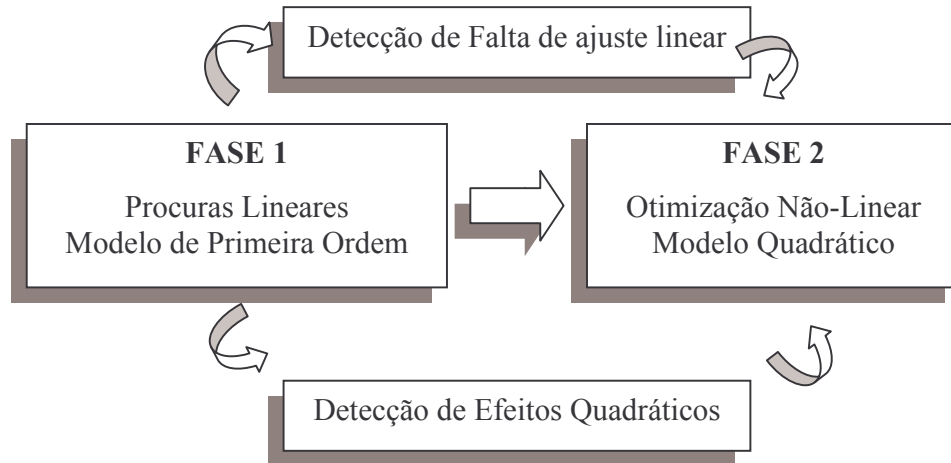 Detecção de Falta de ajuste linear
FASE 1
Procuras Lineares
Modelo de Primeira Ordem
FASE 2
Otimização Não-Linear
Modelo Quadrático
Detecção de Efeitos Quadráticos